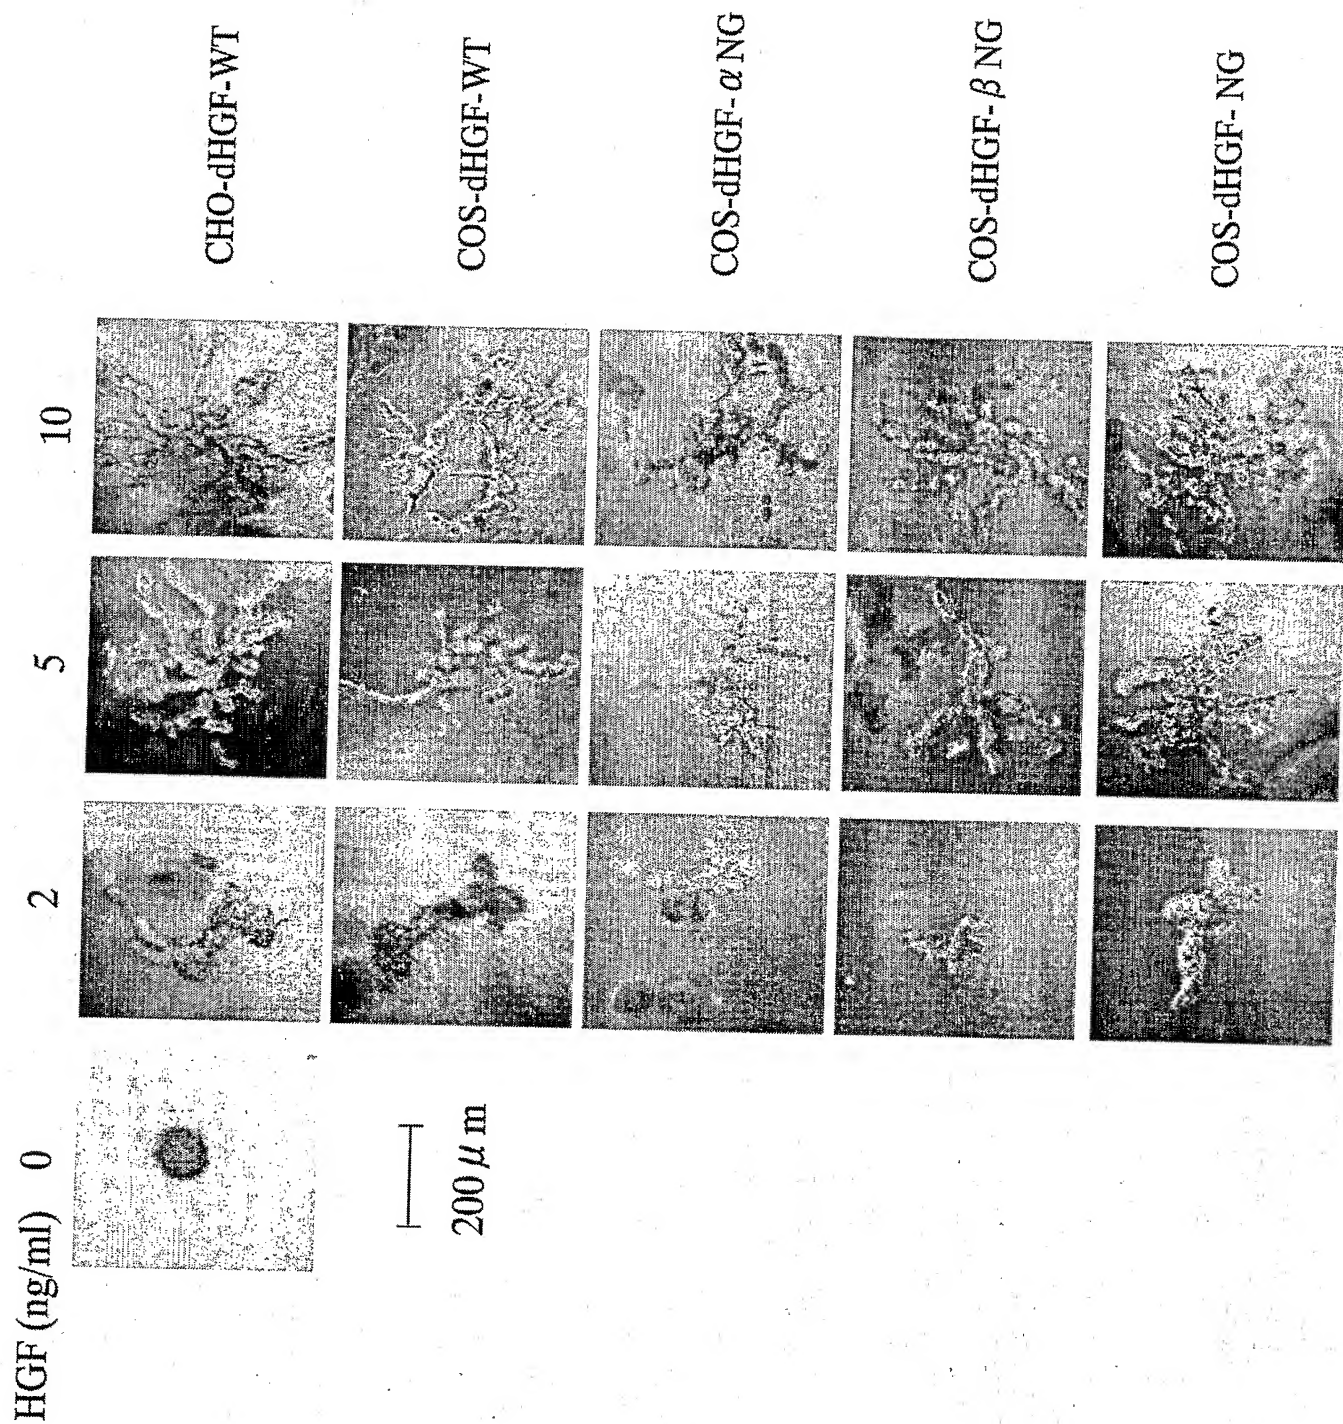 HGF (ng/ml)
0
2
5
10
CHO-dHGF-WT
COS-dHGF-WT
COS-dHGF-α NG
COS-dHGF-β NG
COS-dHGF- NG
200 μ m